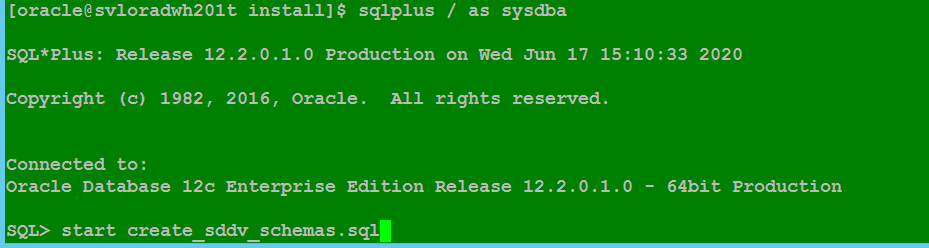 [oracle@svloradwh201t install]$ sqlplus / as sysdba
SQL*Plus: Release 12.2.0.1.0 Production on Wed Jun 17 15:10:33 2020
Copyright (c) 1982, 2016, Oracle.  All rights reserved.
Connected to:
Oracle Database 12c Enterprise Edition Release 12.2.0.1.0 - 64bit Production
SQL> start create_sddv_schemas.sql